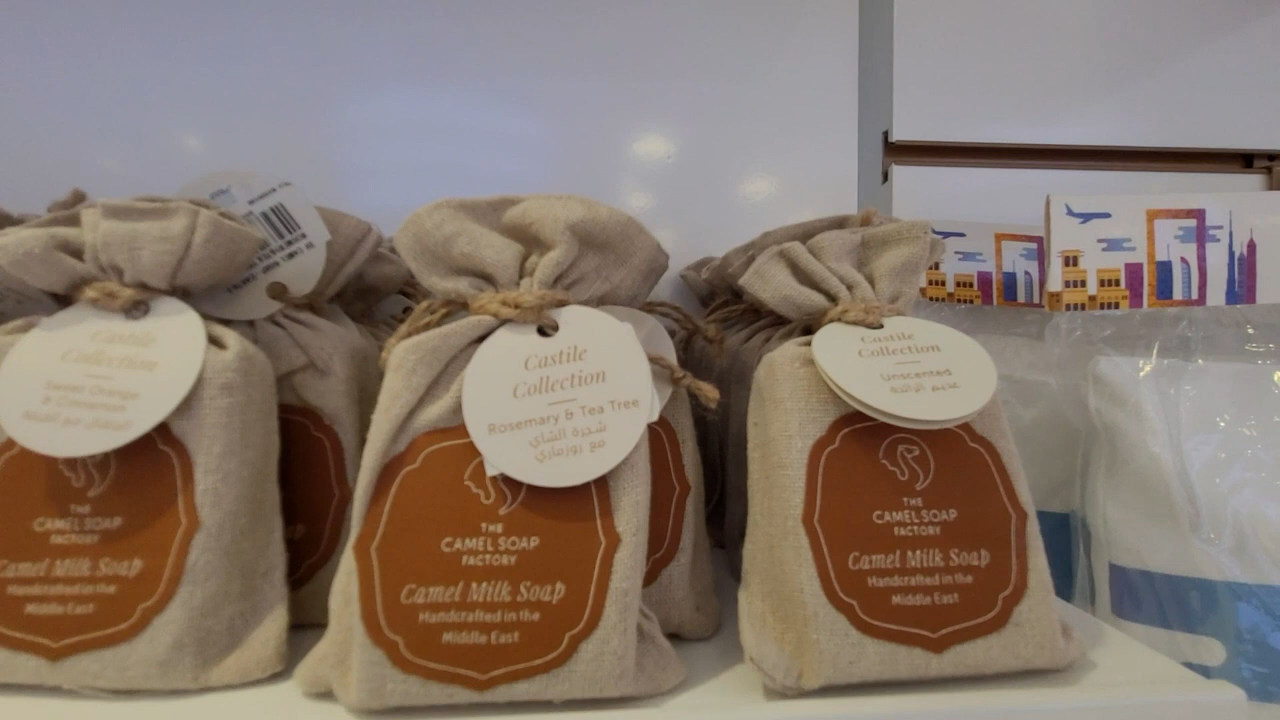 Castile
Collection
Sweet Orange
& Cinnamon
THE
CAMEL SOAP
FACTORY
Camel Milk Soap
Handcrafted in the
Middle East
Castile
Collection
Rosemary & Tea Tree
شجرة الشاي
مع روزماري
THE
CAMEL SOAP
FACTORY
Camel Milk Soap
Handcrafted in the
Middle East
Castile
Collection
Unscented
عديم الرائحة
THE
CAMEL SOAP
FACTORY
Camel Milk Soap
Handcrafted in the
Middle East